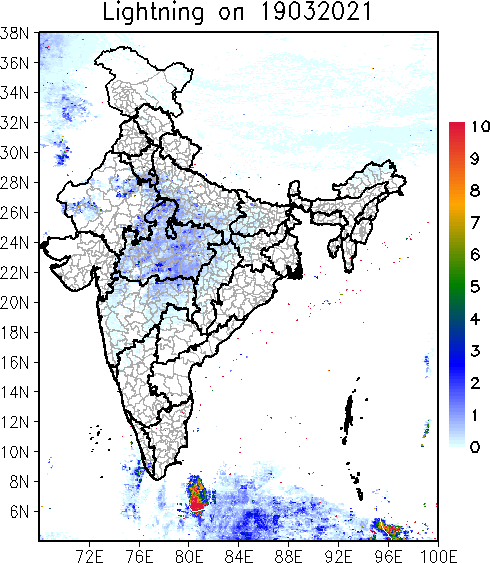 Lightning on 19032021
38N
36N
34N
32N
30N
28N
26N
24N
22N
20N
18N
16N
14N
12N
10N
8N
6N
72E 76E 80E 84E 88E 92E 96E 100E
10
9
8
7
6
5
4
3
2
1
0